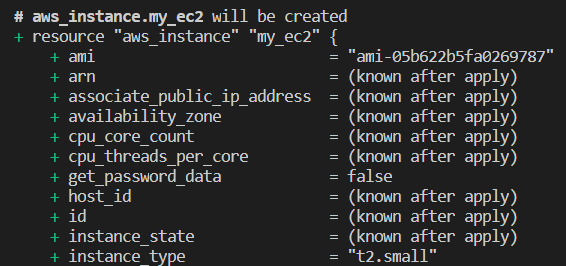 # aws_instance.my_ec2 will be created
+ resource "aws_instance" "my_ec2" {
+ ami = "ami-05b622b5fa0269787"
+ arn = (known after apply)
+ associate_public_ip_address = (known after apply)
+ availability_zone = (known after apply)
+ cpu_core_count = (known after apply)
+ cpu_threads_per_core = (known after apply)
+ get_password_data = false
+ host_id = (known after apply)
+ id = (known after apply)
+ instance_state = (known after apply)
+ instance_type = "t2.small"